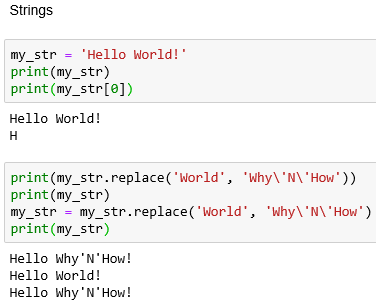 Strings
my_str = 'Hello World!'
print(my_str)
print(my_str[0])
Hello World!
H
print(my_str.replace('World', 'Why\'N\'How'))
print(my_str)
my_str = my_str.replace('World', 'Why\'N\'How')
print(my_str)
Hello Why'N'How!
Hello World!
Hello Why'N'How!